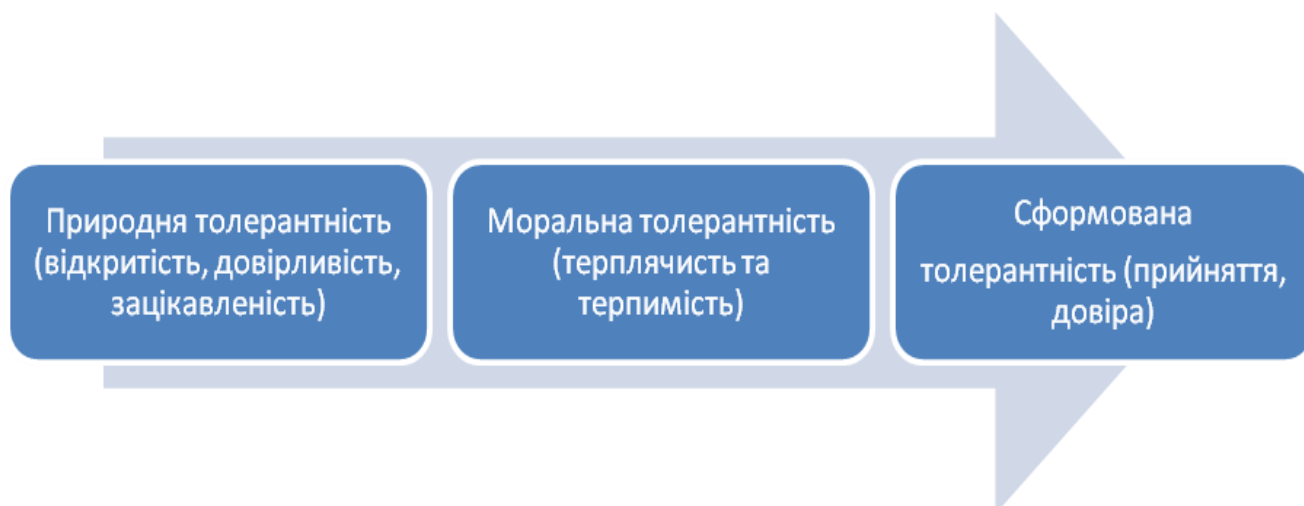 Природня толерантність
(відкритість, довірливість,
зацікавленість)
Моральна толерантність
(терплячисть та
терпимість)
Сформована
толерантність (прийняття,
довіра)